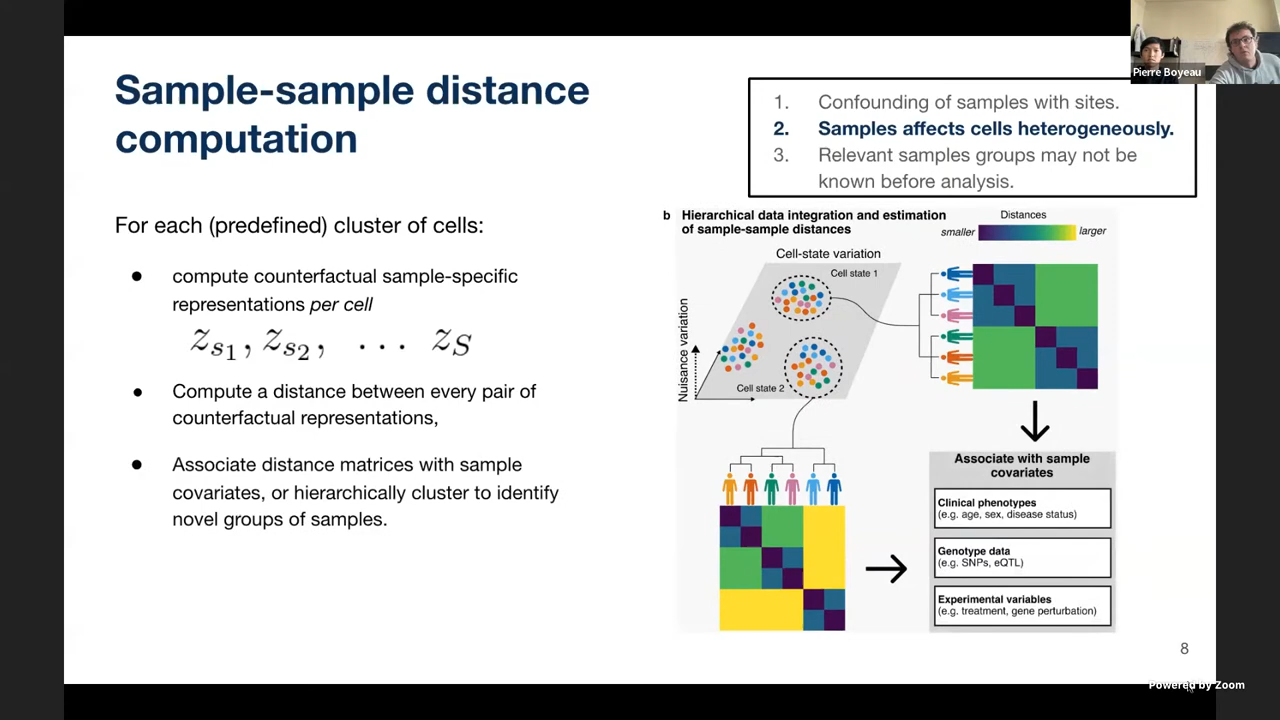 Sample-sample distance
computation
Pierre Boyeau
1. Confounding of samples with sites.
2. Samples affects cells heterogeneously.
3. Relevant samples groups may not be
known before analysis.
For each (predefined) cluster of cells:
● compute counterfactual sample-specific
representations per cell
z_{s_1}, z_{s_2}, ... z_S
● Compute a distance between every pair of
counterfactual representations,
● Associate distance matrices with sample
covariates, or hierarchically cluster to identify
novel groups of samples.
b Hierarchical data integration and estimation
of sample-sample distances
Distances
smaller larger
Cell-state variation
Cell state 1
Nuisance variation
Cell state 2
Associate with sample
covariates
Clinical phenotypes
(e.g. age, sex, disease status)
Genotype data
(e.g. SNPs, eQTL)
Experimental variables
(e.g. treatment, gene perturbation)
8
Powered by Zoom